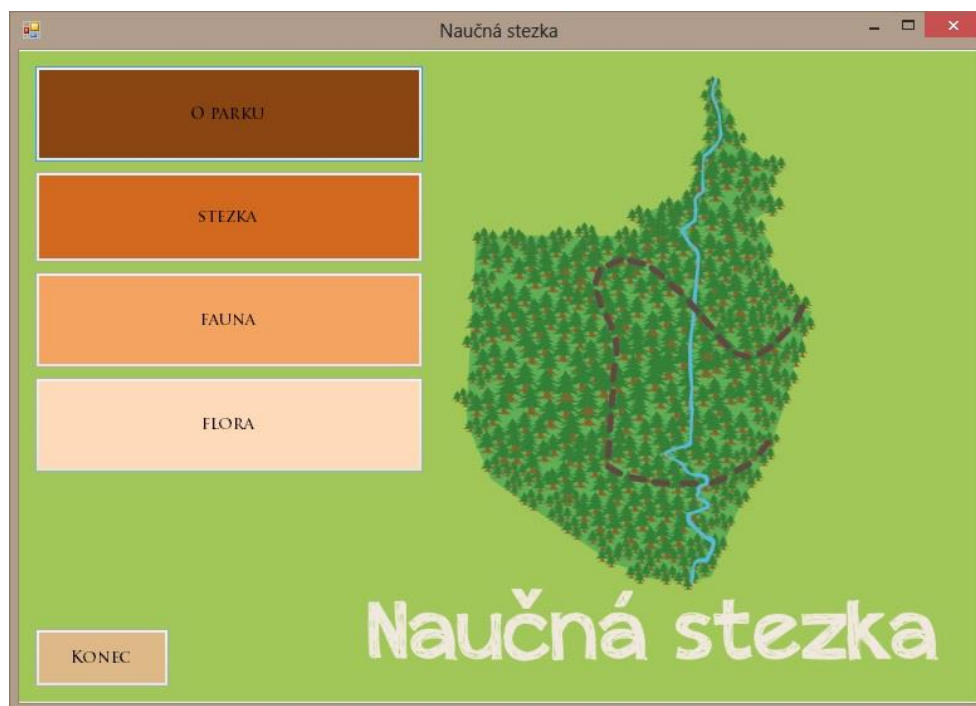 Naučná stezka
O parku
stezka
fauna
flora
Konec
Naučná stezka